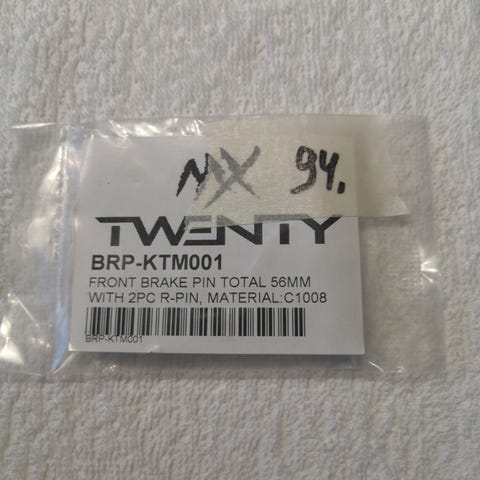 MX 94.
TWENTY
BRP-KTM001
FRONT BRAKE PIN TOTAL 56MM
WITH 2PC R-PIN, MATERIAL:C1008
BRP-KTM001